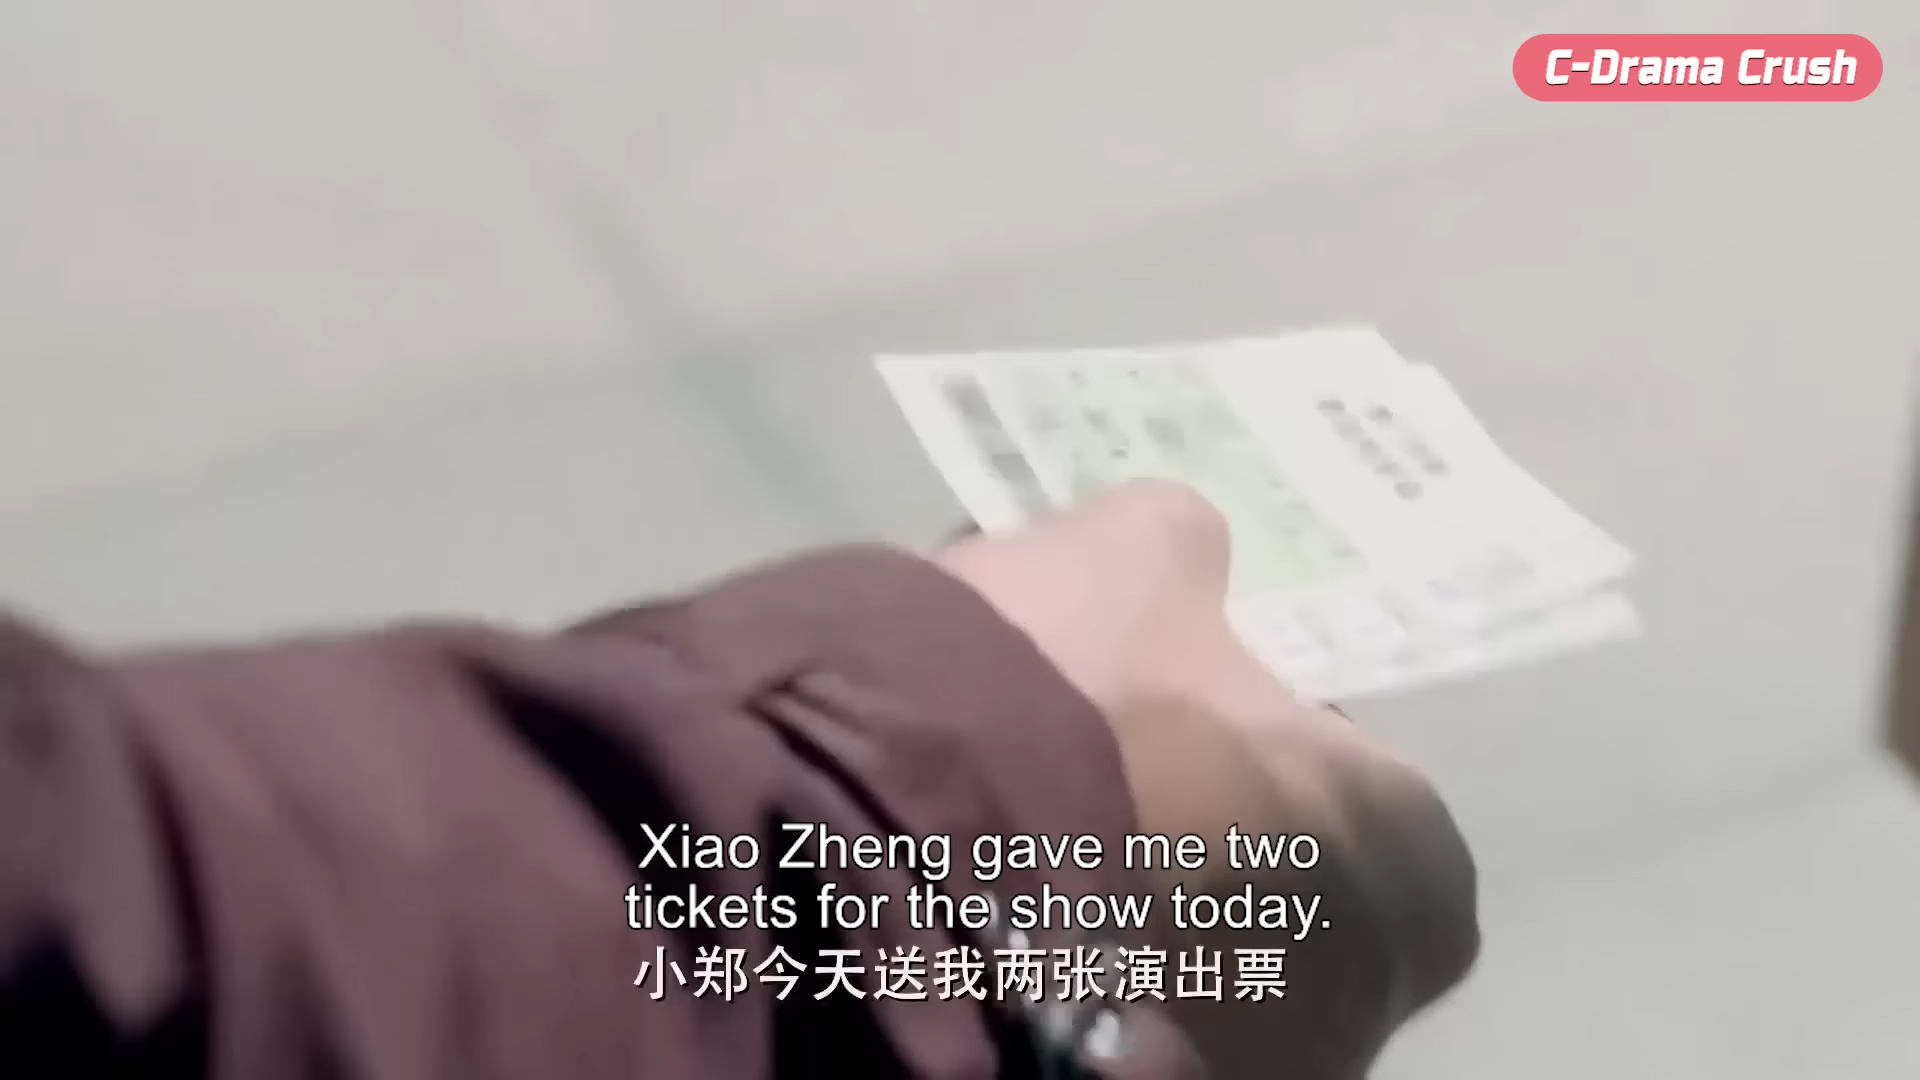 C-Drama Crush
Xiao Zheng gave me two
tickets for the show today.
小郑今天送我两张演出票